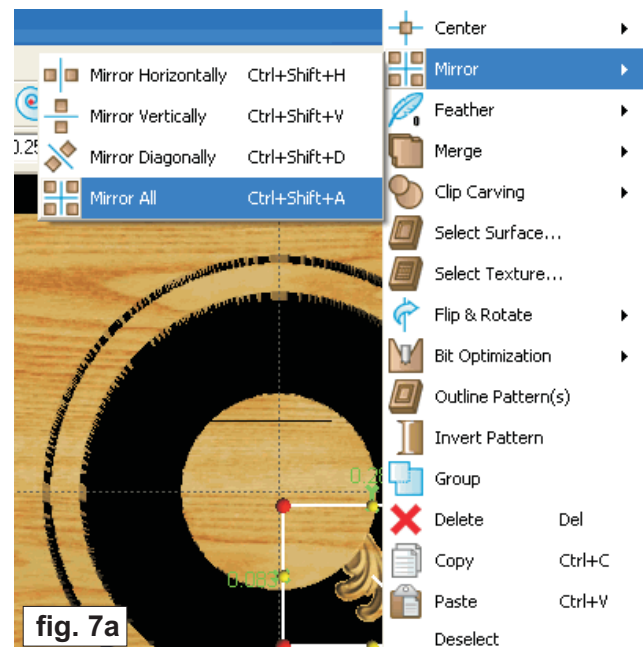 Center
Mirror
Mirror Horizontally Ctrl+Shift+H
Mirror Vertically Ctrl+Shift+V
Mirror Diagonally Ctrl+Shift+D
Mirror All Ctrl+Shift+A
Feather
Merge
Clip Carving
Select Surface...
Select Texture...
Flip & Rotate
Bit Optimization
Outline Pattern(s)
Invert Pattern
Group
Delete Del
Copy Ctrl+C
Paste Ctrl+V
Deselect
fig. 7a